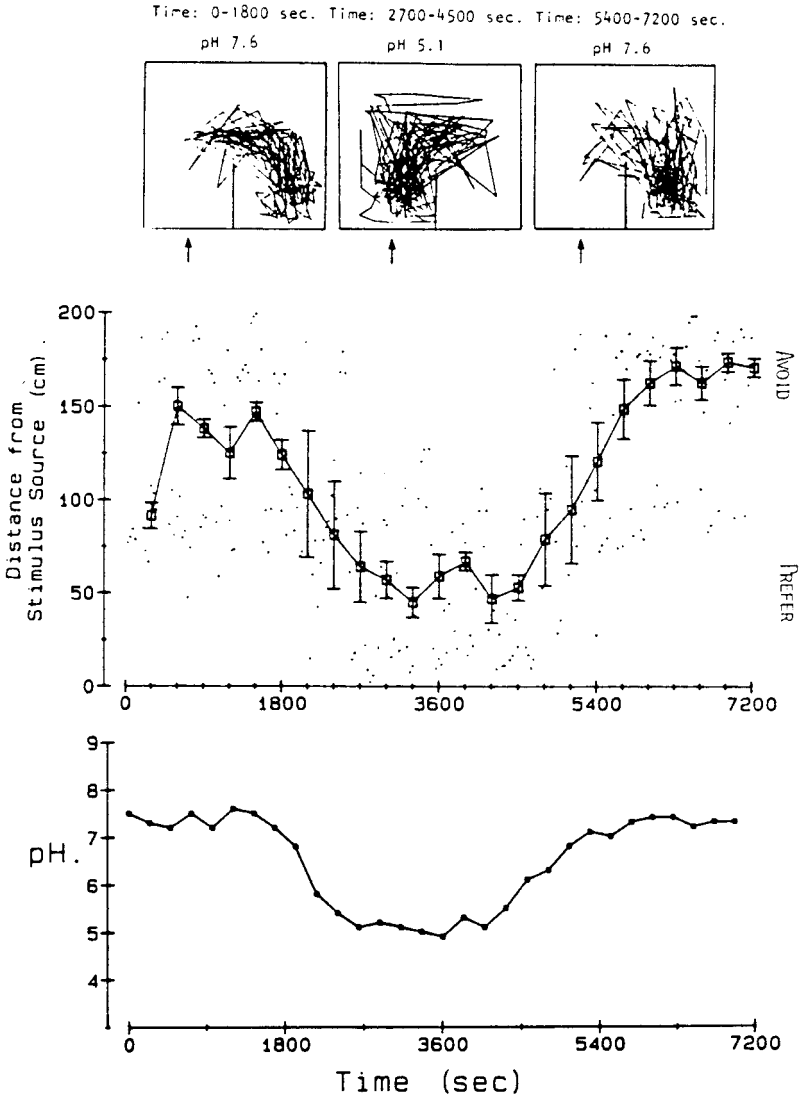 Time: 0-1800 sec. Time: 2700-4500 sec. Time: 5400-7200 sec.
pH 7.6 pH 5.1 pH 7.6
200
150
100
50
0
Distance from
Stimulus Source (cm)
AVOID
PREFER
0 1800 3600 5400 7200
9
8
7
6
5
4
pH.
0 1800 3600 5400 7200
Time (sec)